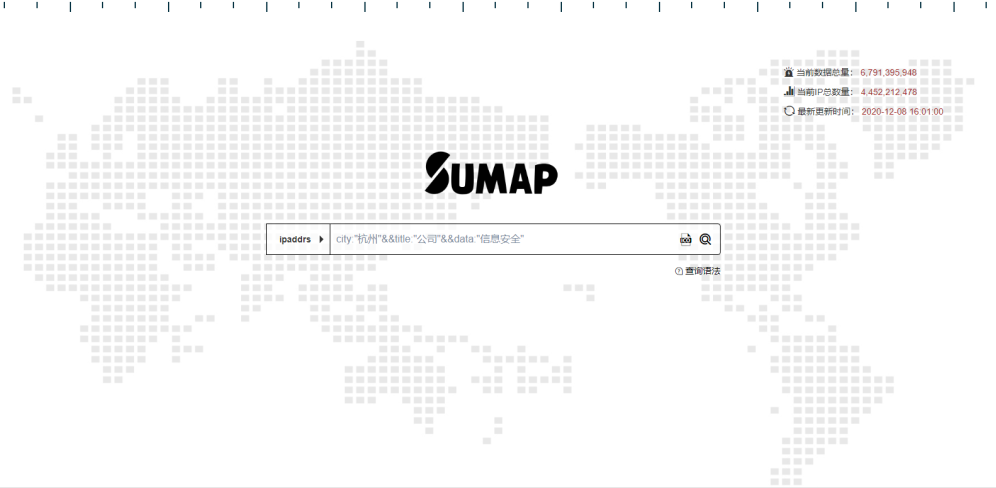 当前数据总量： 6,791,395,948
当前IP总数量： 4,452,212,478
最新更新时间： 2020-12-08 16:01:00
SUMAP
ipaddrs city:"杭州"&&title:"公司"&&data:"信息安全"
查询语法